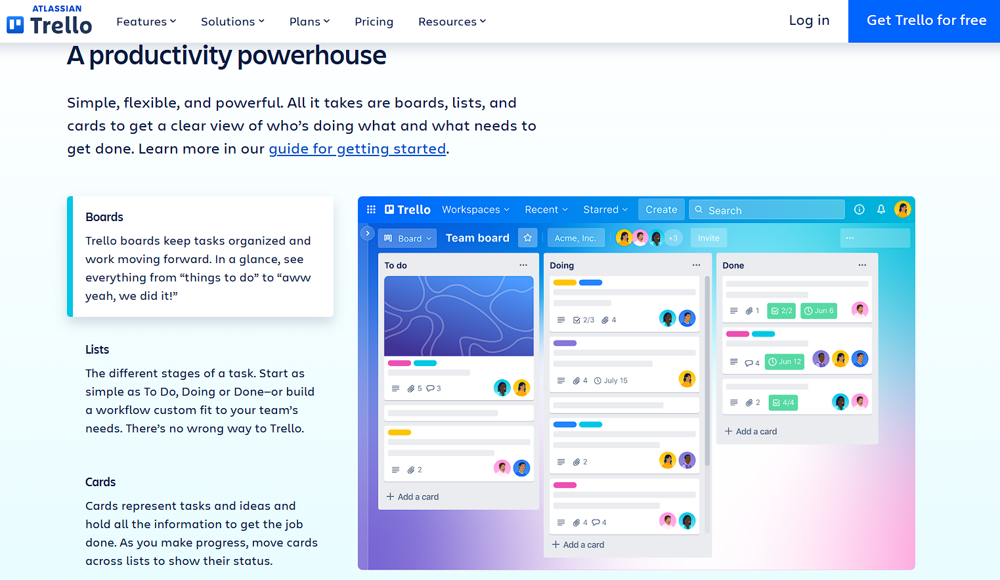 ATLASSIAN
Trello
Features
Solutions
Plans
Pricing
Resources
Log in
Get Trello for free
A productivity powerhouse
Simple, flexible, and powerful. All it takes are boards, lists, and
cards to get a clear view of who's doing what and what needs to
get done. Learn more in our guide for getting started.
Boards
Trello boards keep tasks organized and
work moving forward. In a glance, see
everything from “things to do” to “aww
yeah, we did it!”
Lists
The different stages of a task. Start as
simple as To Do, Doing or Done—or build
a workflow custom fit to your team's
needs. There's no wrong way to Trello.
Cards
Cards represent tasks and ideas and
hold all the information to get the job
done. As you make progress, move cards
across lists to show their status.
Trello
Workspaces
Recent
Starred
Create
Search
Board
Team board
Acme, Inc.
+3
Invite
To do
5 3
2
+ Add a card
Doing
2/3 4
4 July 15
2
4 4
+ Add a card
Done
1 2/2 Jun 6
4 Jun 12
2 4/4
+ Add a card